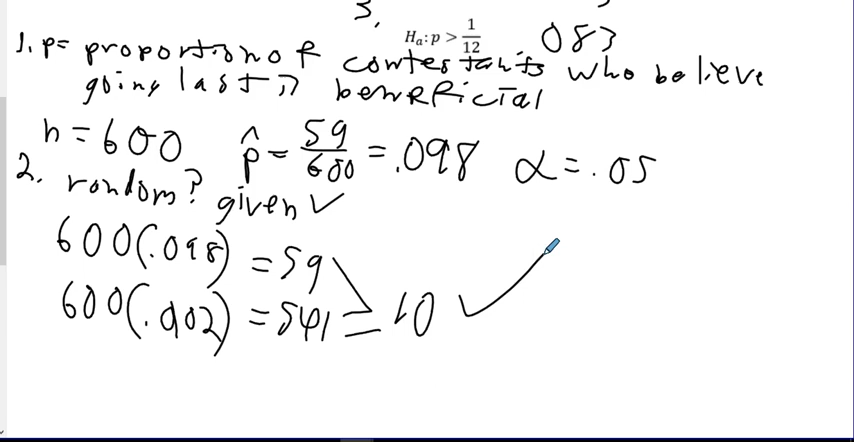 3.
Hₐ: p > 1/12 083
1. p = proportion of contestants who believe
going last is beneficial
n = 600 p̂ = 59/600 = .098 α = .05
2. random? given ✓
600(.098) = 59
600(.902) = 541 ≥ 10 ✓